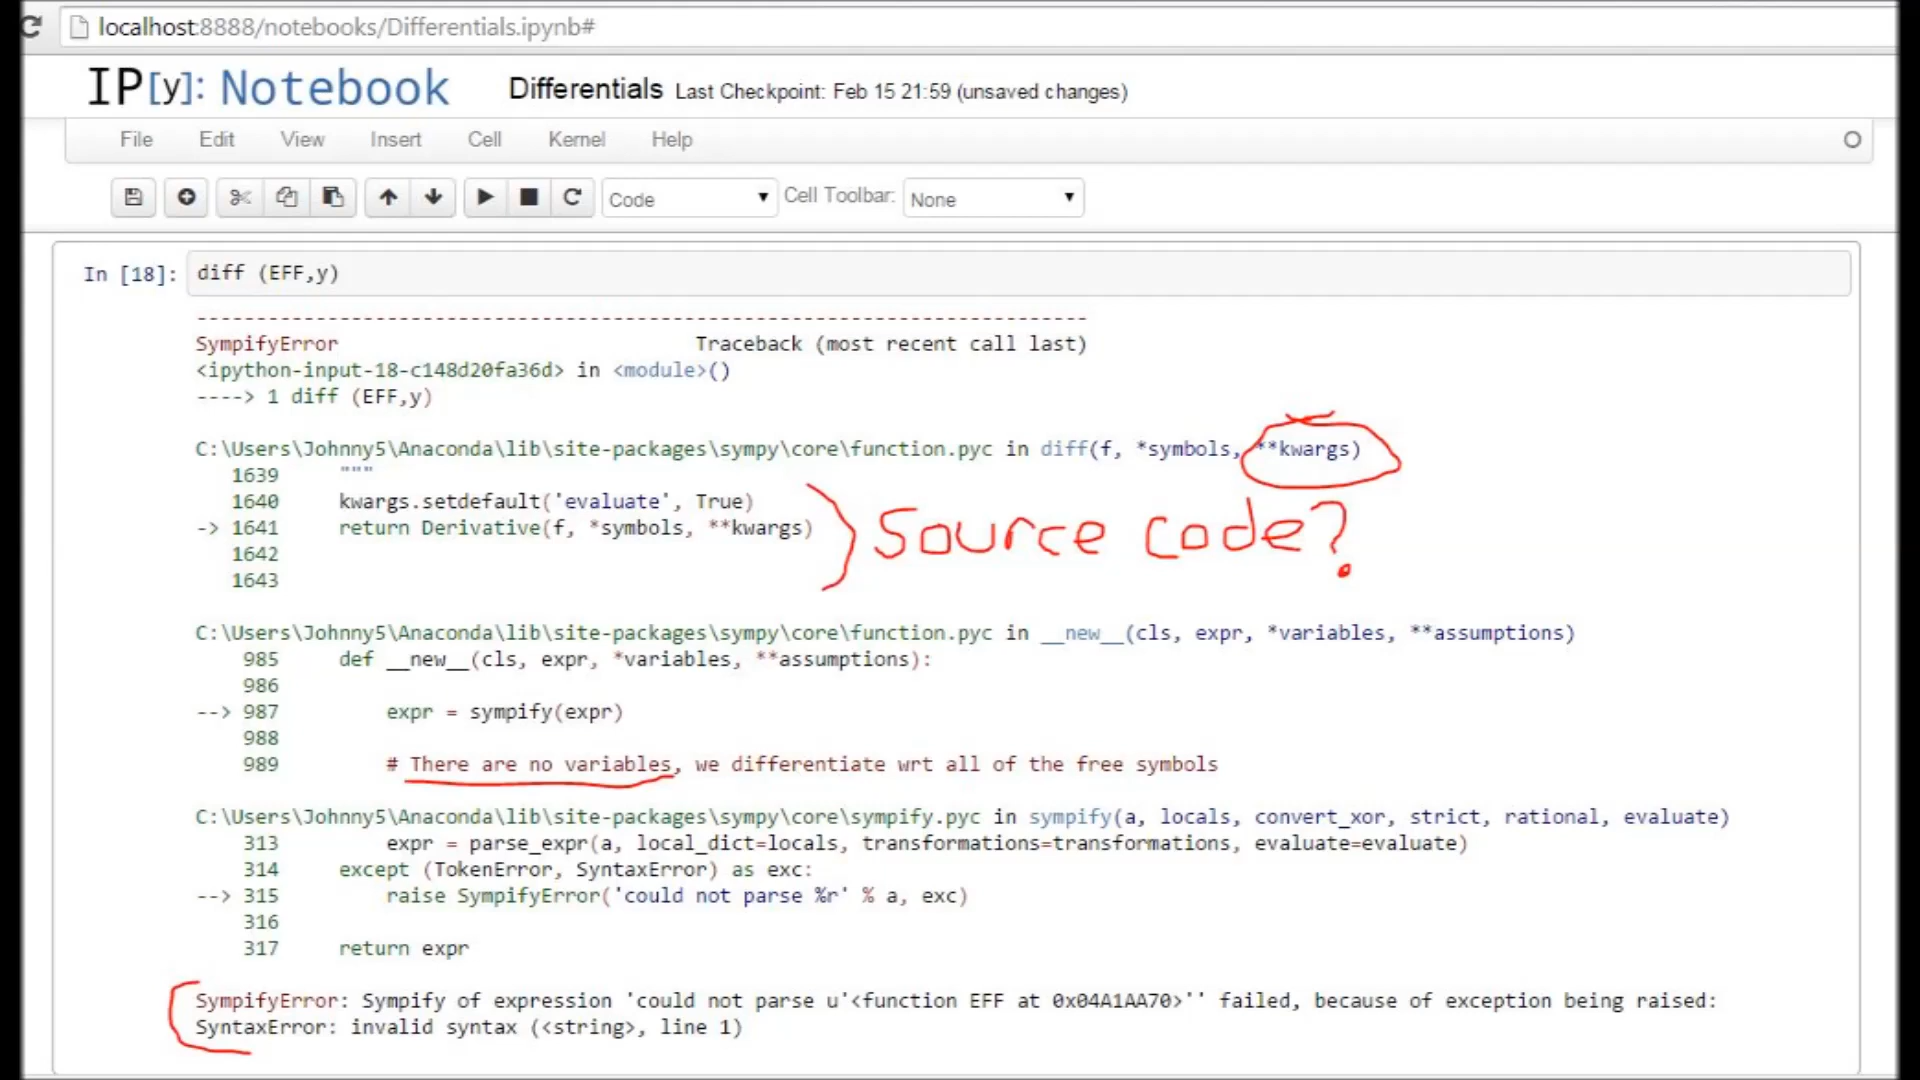 localhost:8888/notebooks/Differentials.ipynb#
IP[y]: Notebook Differentials Last Checkpoint: Feb 15 21:59 (unsaved changes)
File Edit View Insert Cell Kernel Help
Code Cell Toolbar: None
In [18]: diff (EFF,y)
---------------------------------------------------------------------------
SympifyError Traceback (most recent call last)
<ipython-input-18-c148d20fa36d> in <module>()
----> 1 diff (EFF,y)
C:\Users\Johnny5\Anaconda\lib\site-packages\sympy\core\function.pyc in diff(f, *symbols, **kwargs)
1639 """
1640 kwargs.setdefault('evaluate', True)
-> 1641 return Derivative(f, *symbols, **kwargs)
1642
1643
Source code?
C:\Users\Johnny5\Anaconda\lib\site-packages\sympy\core\function.pyc in __new__(cls, expr, *variables, **assumptions)
985 def __new__(cls, expr, *variables, **assumptions):
986
--> 987 expr = sympify(expr)
988
989 # There are no variables, we differentiate wrt all of the free symbols
C:\Users\Johnny5\Anaconda\lib\site-packages\sympy\core\sympify.pyc in sympify(a, locals, convert_xor, strict, rational, evaluate)
313 expr = parse_expr(a, local_dict=locals, transformations=transformations, evaluate=evaluate)
314 except (TokenError, SyntaxError) as exc:
--> 315 raise SympifyError('could not parse %r' % a, exc)
316
317 return expr
SympifyError: Sympify of expression 'could not parse u'<function EFF at 0x04A1AA70>'' failed, because of exception being raised:
SyntaxError: invalid syntax (<string>, line 1)